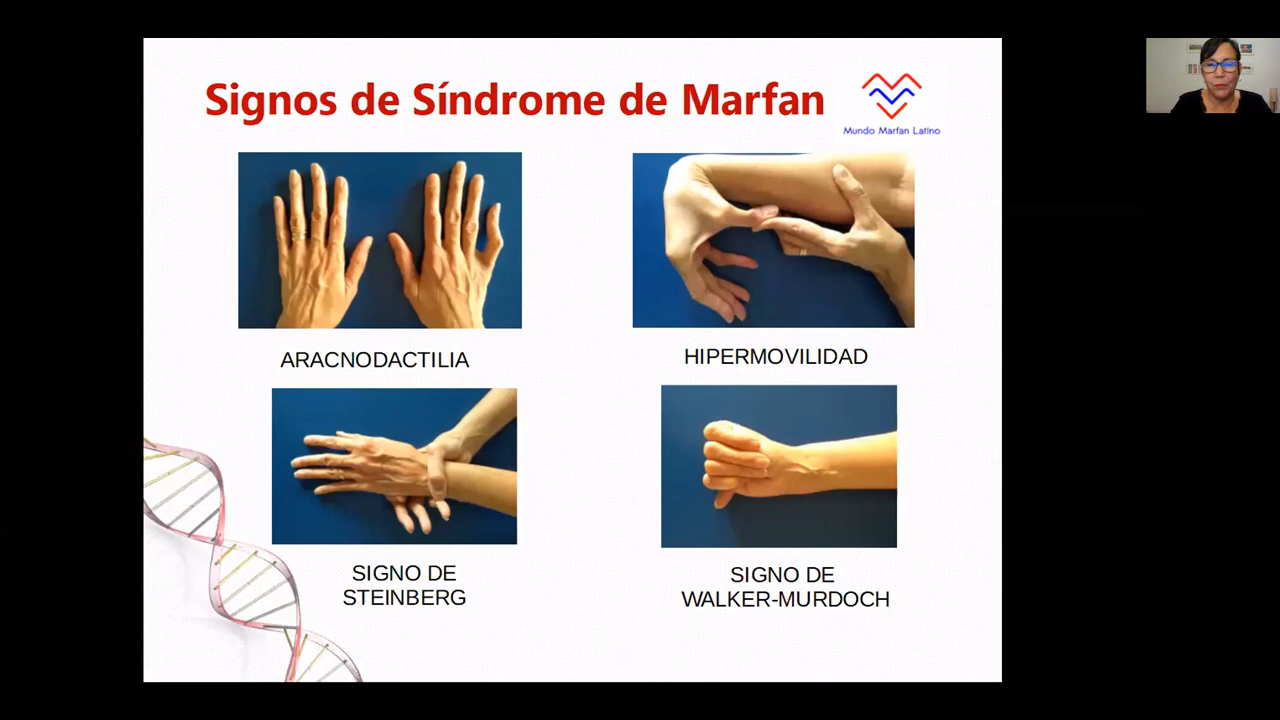 Signos de Síndrome de Marfan
Mundo Marfan Latino
ARACNODACTILIA
HIPERMOVILIDAD
SIGNO DE
STEINBERG
SIGNO DE
WALKER-MURDOCH